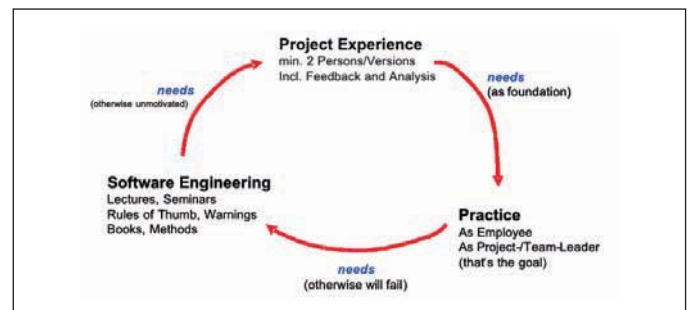 Project Experience
min. 2 Persons/Versions
Incl. Feedback and Analysis
needs
(as foundation)
needs
(otherwise unmotivated)
Software Engineering
Lectures, Seminars
Rules of Thumb, Warnings
Books, Methods
Practice
As Employee
As Project-/Team-Leader
(that's the goal)
needs
(otherwise will fail)